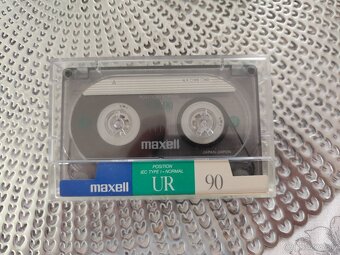 A
maxell
POSITION
IEC TYPE I • NORMAL
maxell
UR
90